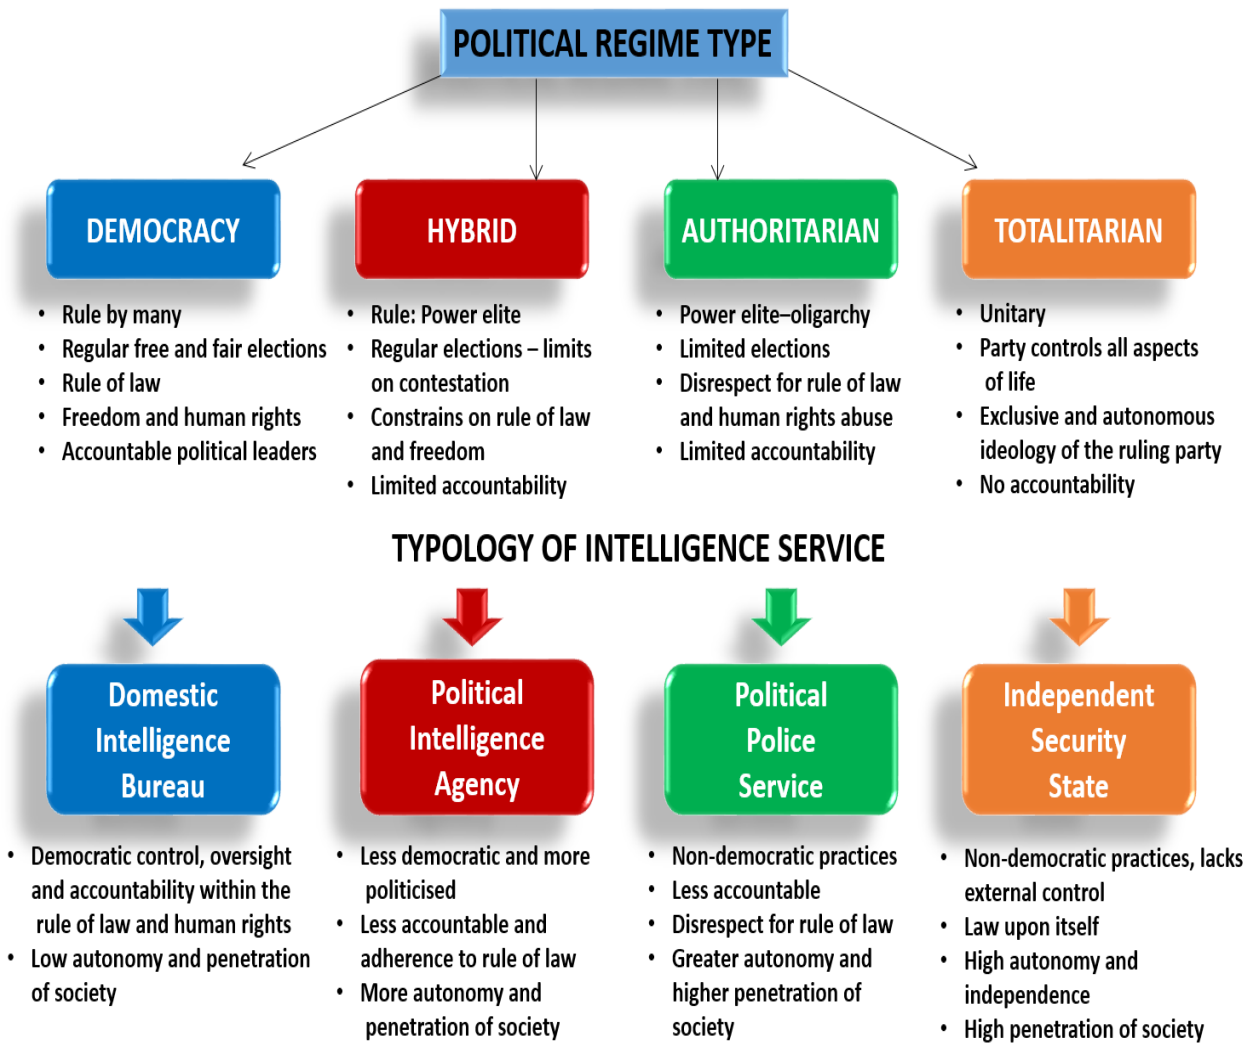 POLITICAL REGIME TYPE
DEMOCRACY
• Rule by many
• Regular free and fair elections
• Rule of law
• Freedom and human rights
• Accountable political leaders
HYBRID
• Rule: Power elite
• Regular elections – limits
on contestation
• Constrains on rule of law
and freedom
• Limited accountability
AUTHORITARIAN
• Power elite–oligarchy
• Limited elections
• Disrespect for rule of law
and human rights abuse
• Limited accountability
TOTALITARIAN
• Unitary
• Party controls all aspects
of life
• Exclusive and autonomous
ideology of the ruling party
• No accountability
TYPOLOGY OF INTELLIGENCE SERVICE
Domestic
Intelligence
Bureau
• Democratic control, oversight
and accountability within the
rule of law and human rights
• Low autonomy and penetration
of society
Political
Intelligence
Agency
• Less democratic and more
politicised
• Less accountable and
adherence to rule of law
• More autonomy and
penetration of society
Political
Police
Service
• Non-democratic practices
• Less accountable
• Disrespect for rule of law
• Greater autonomy and
higher penetration of
society
Independent
Security
State
• Non-democratic practices, lacks
external control
• Law upon itself
• High autonomy and
independence
• High penetration of society